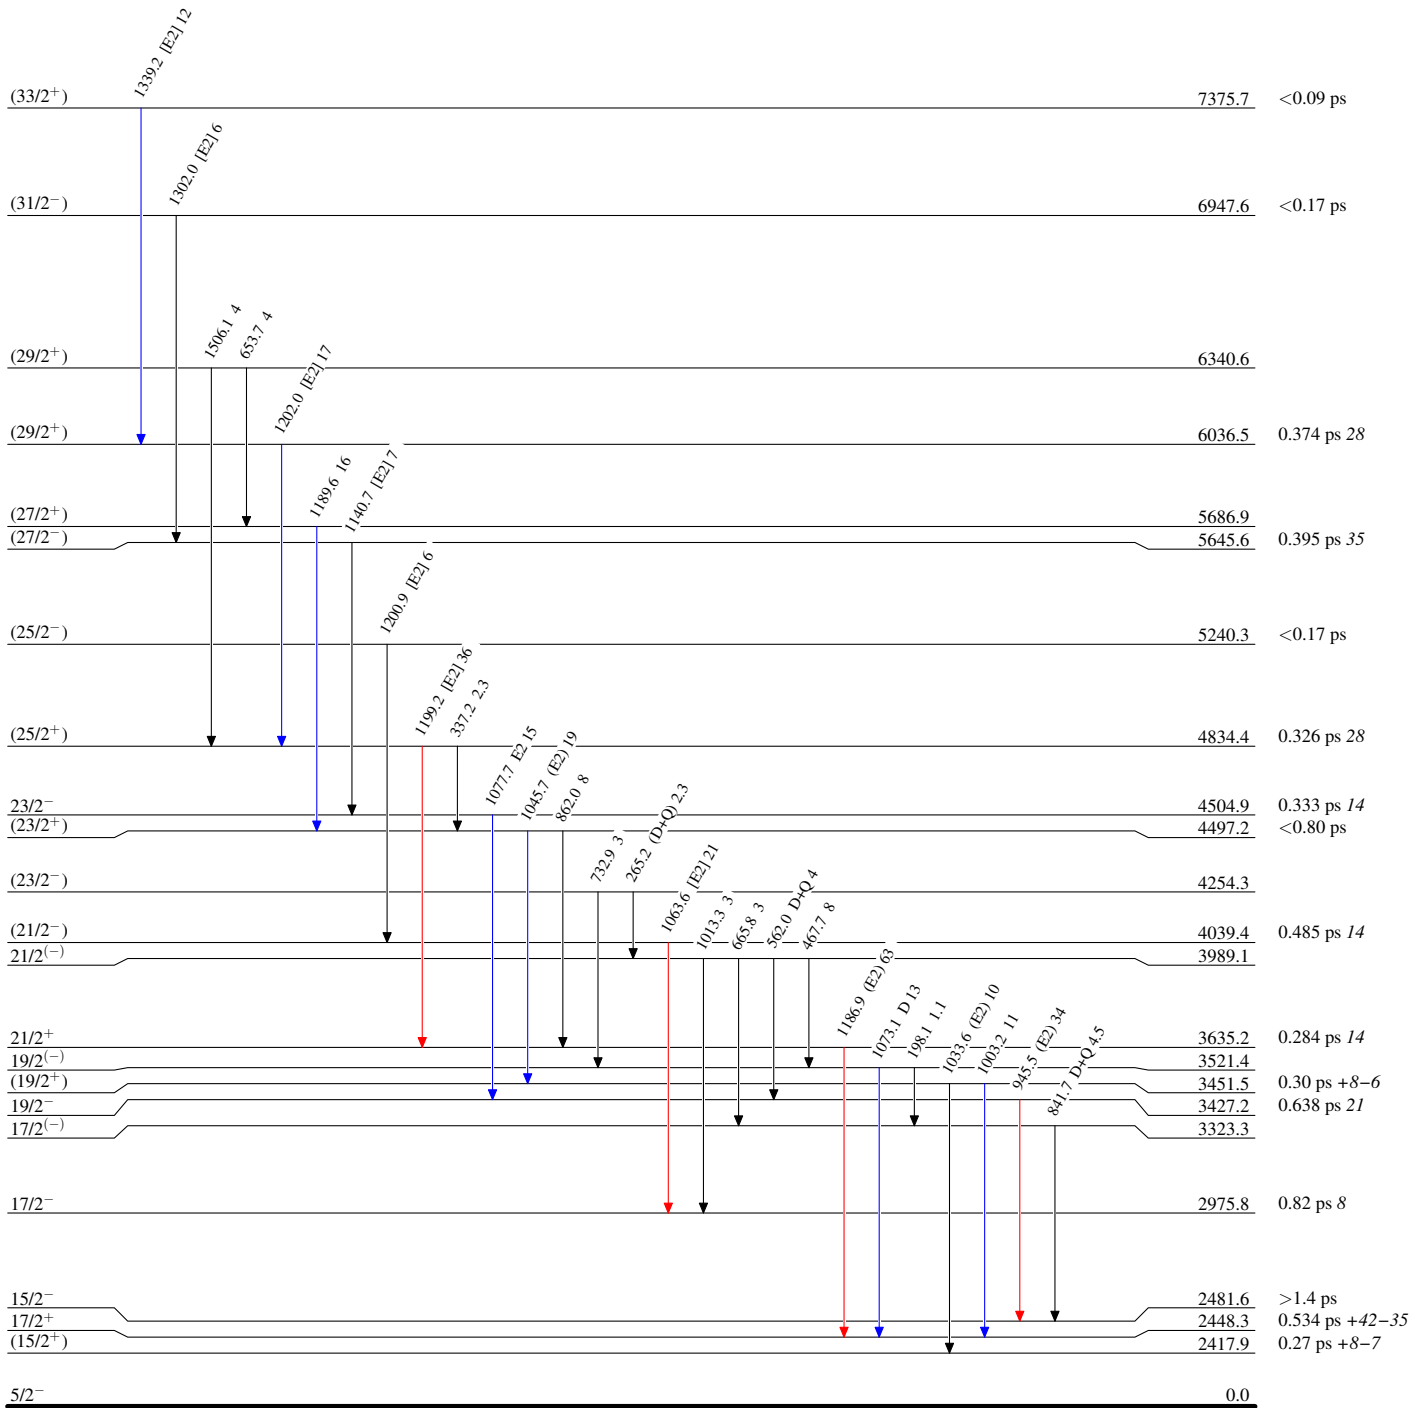 1339.2 [E2] 12
(33/2+) 7375.7 <0.09 ps
1302.0 [E2] 6
(31/2−) 6947.6 <0.17 ps
1506.1 4
653.7 4
(29/2+) 6340.6
1202.0 [E2] 17
(29/2+) 6036.5 0.374 ps 28
1189.6 16
(27/2+) 5686.9
1140.7 [E2] 7
(27/2−) 5645.6 0.395 ps 35
1200.9 [E2] 6
(25/2−) 5240.3 <0.17 ps
1199.2 [E2] 36
337.2 2.3
(25/2+) 4834.4 0.326 ps 28
1077.7 E2 15
23/2− 4504.9 0.333 ps 14
1045.7 (E2) 19
862.0 8
(23/2+) 4497.2 <0.80 ps
732.9 3
265.2 (D+Q) 2.3
(23/2−) 4254.3
1063.6 [E2] 21
(21/2−) 4039.4 0.485 ps 14
1013.3 3
665.8 3
562.0 D+Q 4
467.7 8
21/2(−) 3989.1
1186.9 (E2) 63
21/2+ 3635.2 0.284 ps 14
1073.1 D 13
198.1 1.1
19/2(−) 3521.4
1033.6 (E2) 10
1003.2 11
(19/2+) 3451.5 0.30 ps +8−6
945.5 (E2) 34
19/2− 3427.2 0.638 ps 21
841.7 D+Q 4.5
17/2(−) 3323.3
17/2− 2975.8 0.82 ps 8
15/2− 2481.6 >1.4 ps
17/2+ 2448.3 0.534 ps +42−35
(15/2+) 2417.9 0.27 ps +8−7
5/2− 0.0